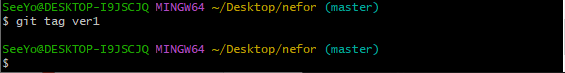 SeeYo@DESKTOP-I9JSCJQ MINGW64 ~/Desktop/nefor (master)
$ git tag ver1
SeeYo@DESKTOP-I9JSCJQ MINGW64 ~/Desktop/nefor (master)
$